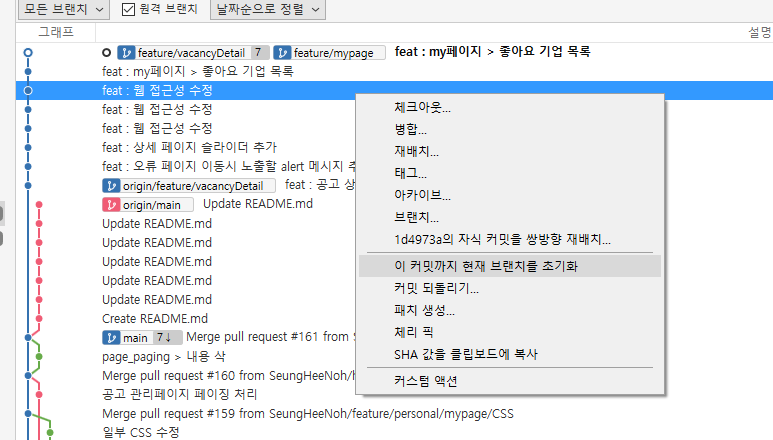 모든 브랜치 원격 브랜치 날짜순으로 정렬
그래프 설명
feature/vacancyDetail 7 feature/mypage feat : my페이지 > 좋아요 기업 목록
feat : my페이지 > 좋아요 기업 목록
feat : 웹 접근성 수정
feat : 웹 접근성 수정
feat : 웹 접근성 수정
feat : 상세 페이지 슬라이더 추가
feat : 오류 페이지 이동시 노출할 alert 메시지
origin/feature/vacancyDetail feat : 공고 상
origin/main Update README.md
Update README.md
Update README.md
Update README.md
Update README.md
Update README.md
Create README.md
main 7↓ Merge pull request #161 from
page_paging > 내용 삭
Merge pull request #160 from SeungHeeNoh/
공고 관리페이지 페이징 처리
Merge pull request #159 from SeungHeeNoh/feature/personal/mypage/CSS
일부 CSS 수정
체크아웃...
병합...
재배치...
태그...
아카이브...
브랜치...
1d4973a의 자식 커밋을 쌍방향 재배치...
이 커밋까지 현재 브랜치를 초기화
커밋 되돌리기...
패치 생성...
체리 픽
SHA 값을 클립보드에 복사
커스텀 액션